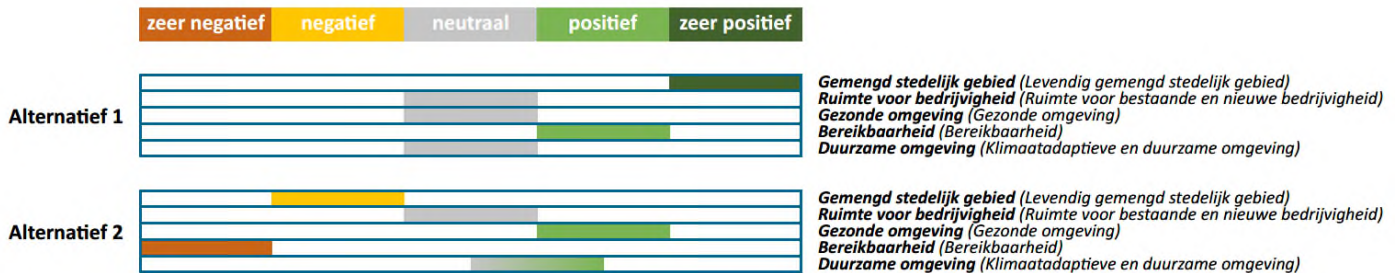 zeer negatief negatief neutraal positief zeer positief
Alternatief 1
Gemengd stedelijk gebied (Levendig gemengd stedelijk gebied)
Ruimte voor bedrijvigheid (Ruimte voor bestaande en nieuwe bedrijvigheid)
Gezonde omgeving (Gezonde omgeving)
Bereikbaarheid (Bereikbaarheid)
Duurzame omgeving (Klimaatadaptieve en duurzame omgeving)
Alternatief 2
Gemengd stedelijk gebied (Levendig gemengd stedelijk gebied)
Ruimte voor bedrijvigheid (Ruimte voor bestaande en nieuwe bedrijvigheid)
Gezonde omgeving (Gezonde omgeving)
Bereikbaarheid (Bereikbaarheid)
Duurzame omgeving (Klimaatadaptieve en duurzame omgeving)